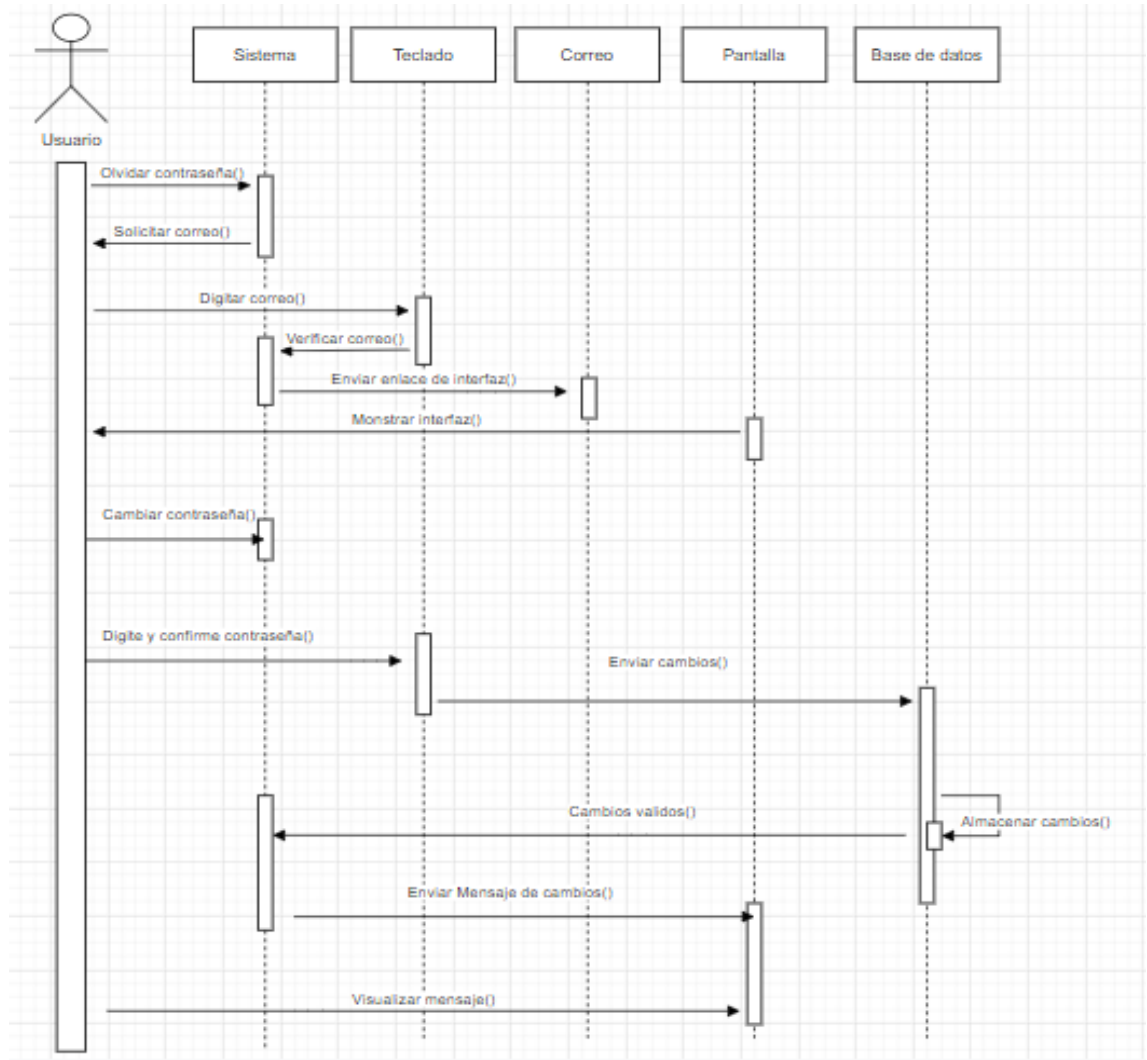 Sistema
Teclado
Correo
Pantalla
Base de datos
Usuario
Olvidar contraseña()
Solicitar correo()
Digitar correo()
Verificar correo()
Enviar enlace de interfaz()
Monstrar interfaz()
Cambiar contraseña()
Digite y confirme contraseña()
Enviar cambios()
Cambios validos()
Almacenar cambios()
Enviar Mensaje de cambios()
Visualizar mensaje()